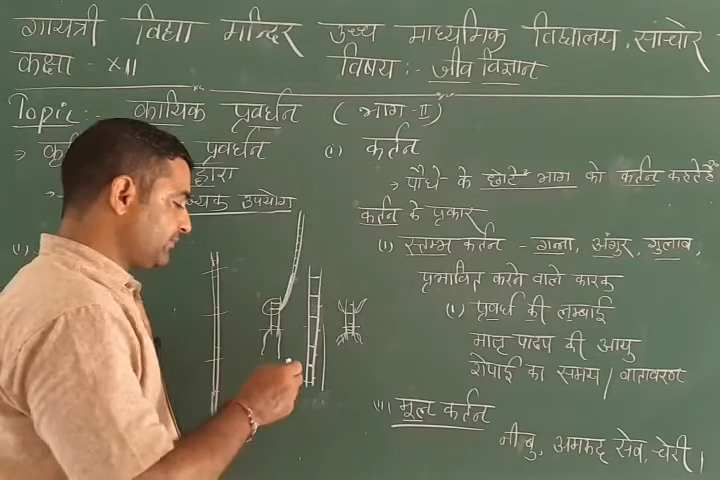 गायत्री विद्या मन्दिर उच्च माध्यमिक विद्यालय, सांचोर
कक्षा - XII विषय :- जीव विज्ञान
Topic :- कायिक प्रवर्धन ( भाग - II )
→ प्रवर्धन
द्वारा
उपयोग
(i) कर्तन
→ पौधे के छोटे भाग को कर्तन कहते है
कर्तन के प्रकार
(i) स्तम्भ कर्तन - गन्ना, अंगुर, गुलाब,
प्रभावित करने वाले कारक
(i) प्रवर्ध की लम्बाई
मातृ पादप की आयु
रोपाई का समय / वातावरण
(ii) मूल कर्तन
नीबु, अमरूद सेव, चेरी।